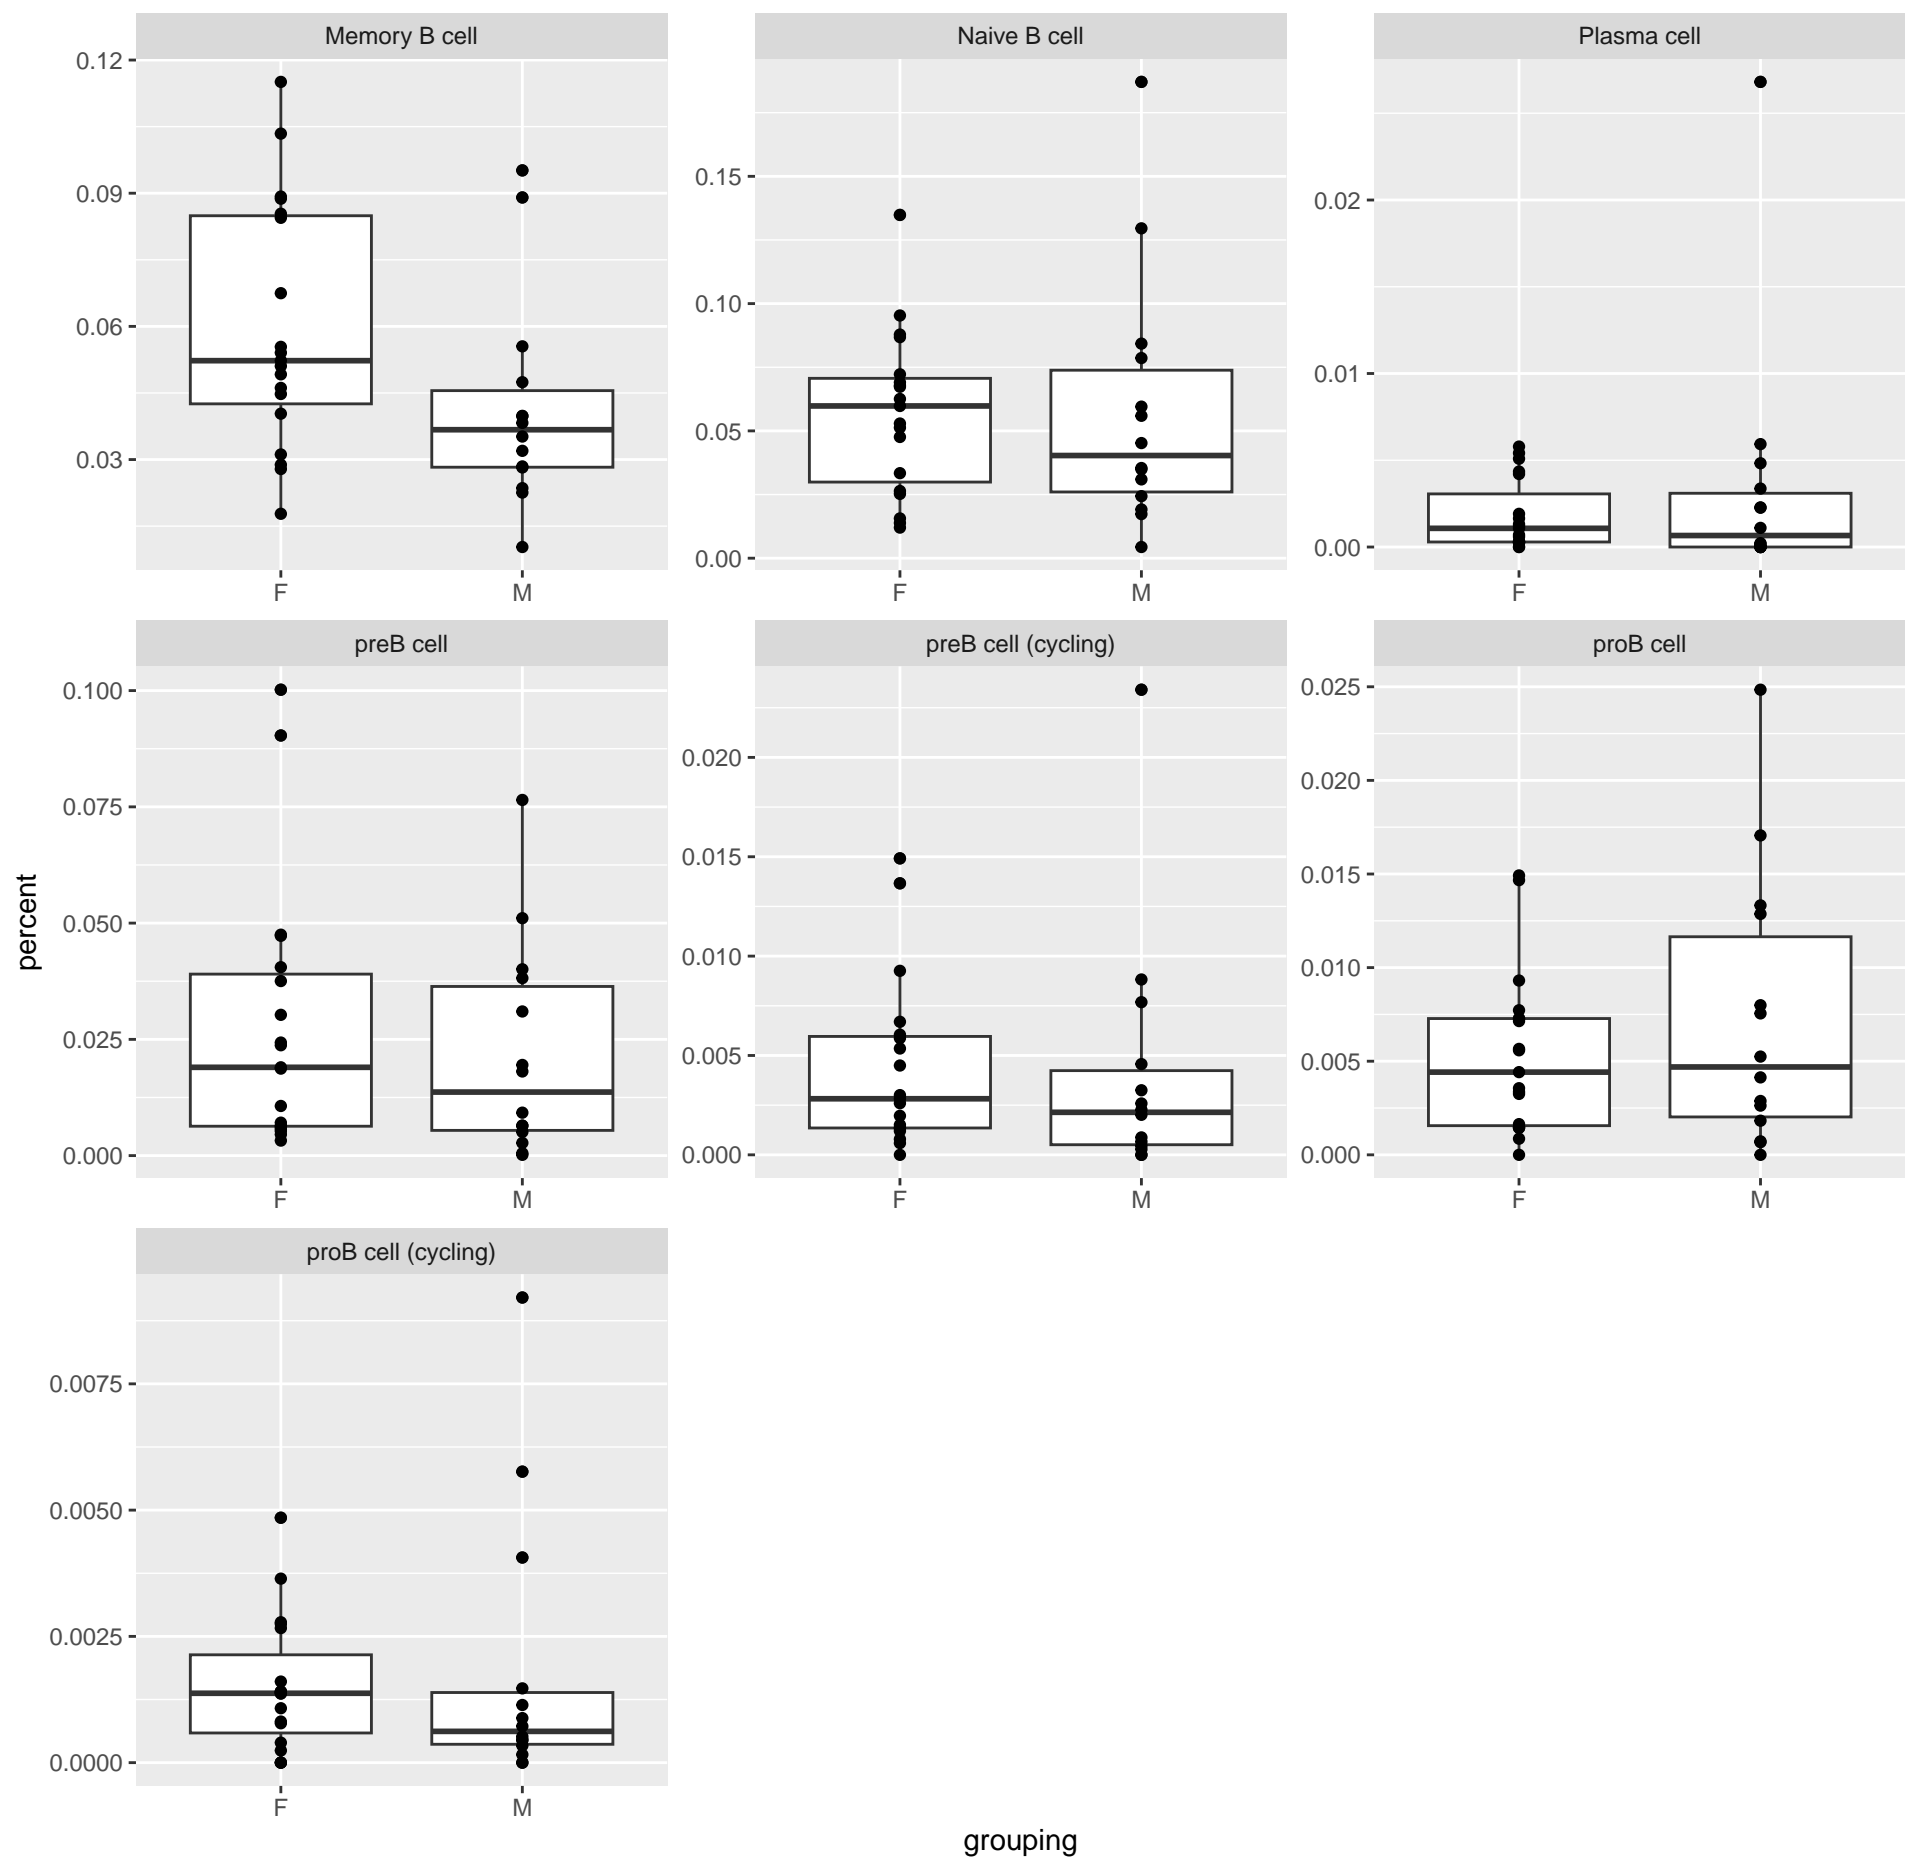 Memory B cell
0.12
0.09
0.06
0.03
F M
Naive B cell
0.15
0.10
0.05
0.00
F M
Plasma cell
0.02
0.01
0.00
F M
preB cell
0.100
0.075
0.050
0.025
0.000
F M
preB cell (cycling)
0.020
0.015
0.010
0.005
0.000
F M
proB cell
0.025
0.020
0.015
0.010
0.005
0.000
F M
proB cell (cycling)
0.0075
0.0050
0.0025
0.0000
F M
percent
grouping